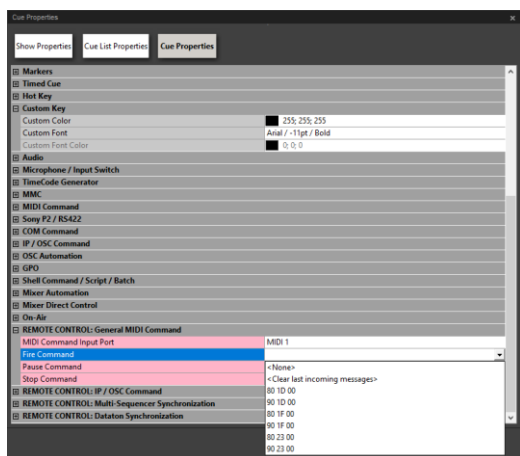 Cue Properties
Show Properties Cue List Properties Cue Properties
Markers
Timed Cue
Hot Key
Custom Key
Custom Color 255; 255; 255
Custom Font Arial / -11pt / Bold
Custom Font Color 0; 0; 0
Audio
Microphone / Input Switch
TimeCode Generator
MMC
MIDI Command
Sony P2 / RS422
COM Command
IP / OSC Command
OSC Automation
GPO
Shell Command / Script / Batch
Mixer Automation
Mixer Direct Control
On-Air
REMOTE CONTROL: General MIDI Command
MIDI Command Input Port MIDI 1
Fire Command
Pause Command <None>
Stop Command <Clear last incoming messages>
REMOTE CONTROL: IP / OSC Command 80 1D 00
REMOTE CONTROL: Multi-Sequencer Synchronization 90 1D 00
REMOTE CONTROL: Dataton Synchronization 80 1F 00
90 1F 00
80 23 00
90 23 00